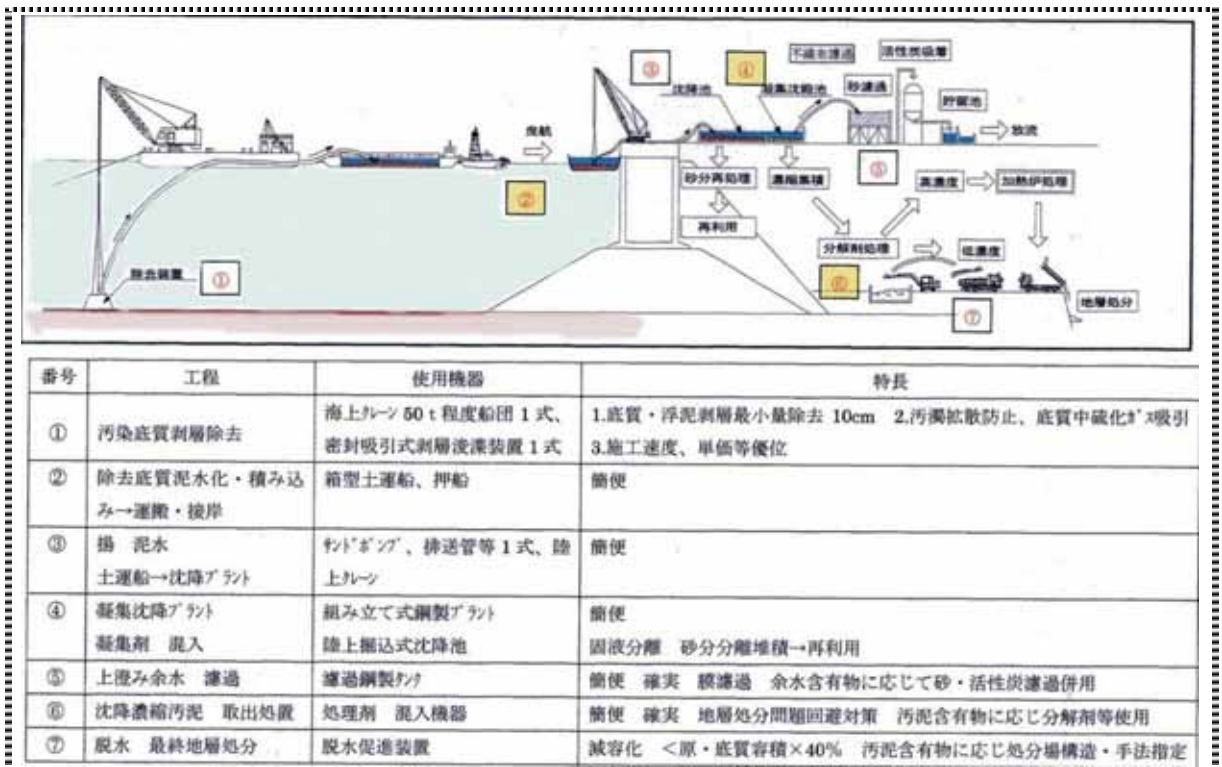 ③
④
不織布濾過
活性炭吸着
沈降池
凝集沈殿池
砂濾過
貯留池
曳航
放流
②
砂分再処理
濃縮集積
⑤
高濃度
加熱炉処理
再利用
分解剤処理
低濃度
①
⑥
⑦
地層処分
番号 工程 使用機器 特長
① 汚染底質剥層除去 海上クレーン 50 t 程度船団 1 式、 1.底質・浮泥剥層最小量除去 10cm 2.汚濁拡散防止、底質中硫化ガス吸引
密封吸引式剥層浚渫装置 1 式 3.施工速度、単価等優位
② 除去底質泥水化・積み込 箱型土運船、押船 簡便
み→運搬・接岸
③ 揚 泥水 サンドポンプ、排送管等 1 式、陸 簡便
土運船→沈降プラント 上クレーン
④ 凝集沈降プラント 組み立て式鋼製プラント 簡便
凝集剤 混入 陸上掘込式沈降池 固液分離 砂分分離堆積→再利用
⑤ 上澄み余水 濾過 濾過鋼製タンク 簡便 確実 膜濾過 余水含有物に応じて砂・活性炭濾過併用
⑥ 沈降濃縮汚泥 取出処置 処理剤 混入機器 簡便 確実 地層処分問題回避対策 汚泥含有物に応じ分解剤等使用
⑦ 脱水 最終地層処分 脱水促進装置 減容化 <原・底質容積×40% 汚泥含有物に応じ処分場構造・手法指定